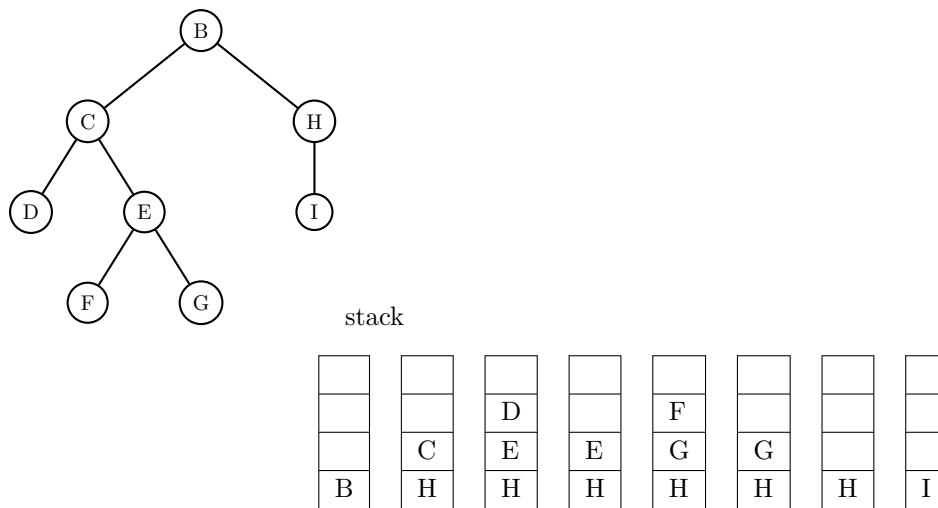 B
C H
D E I
F G
stack
D F
C E E G G
B H H H H H H I